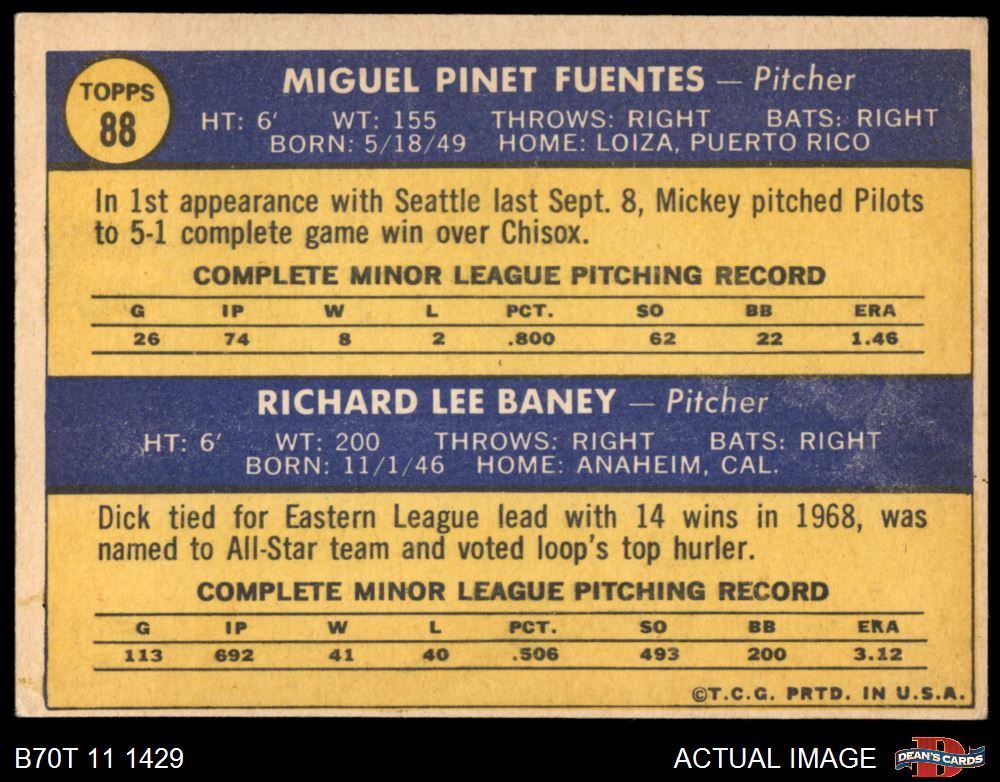 TOPPS
88
MIGUEL PINET FUENTES — Pitcher
HT: 6' WT: 155 THROWS: RIGHT BATS: RIGHT
BORN: 5/18/49 HOME: LOIZA, PUERTO RICO
In 1st appearance with Seattle last Sept. 8, Mickey pitched Pilots
to 5-1 complete game win over Chisox.
COMPLETE MINOR LEAGUE PITCHING RECORD
G IP W L PCT. SO BB ERA
26 74 8 2 .800 62 22 1.46
RICHARD LEE BANEY — Pitcher
HT: 6' WT: 200 THROWS: RIGHT BATS: RIGHT
BORN: 11/1/46 HOME: ANAHEIM, CAL.
Dick tied for Eastern League lead with 14 wins in 1968, was
named to All-Star team and voted loop's top hurler.
COMPLETE MINOR LEAGUE PITCHING RECORD
G IP W L PCT. SO BB ERA
113 692 41 40 .506 493 200 3.12
©T.C.G. PRTD. IN U.S.A.
B70T 11 1429 ACTUAL IMAGE DEAN'S CARDS